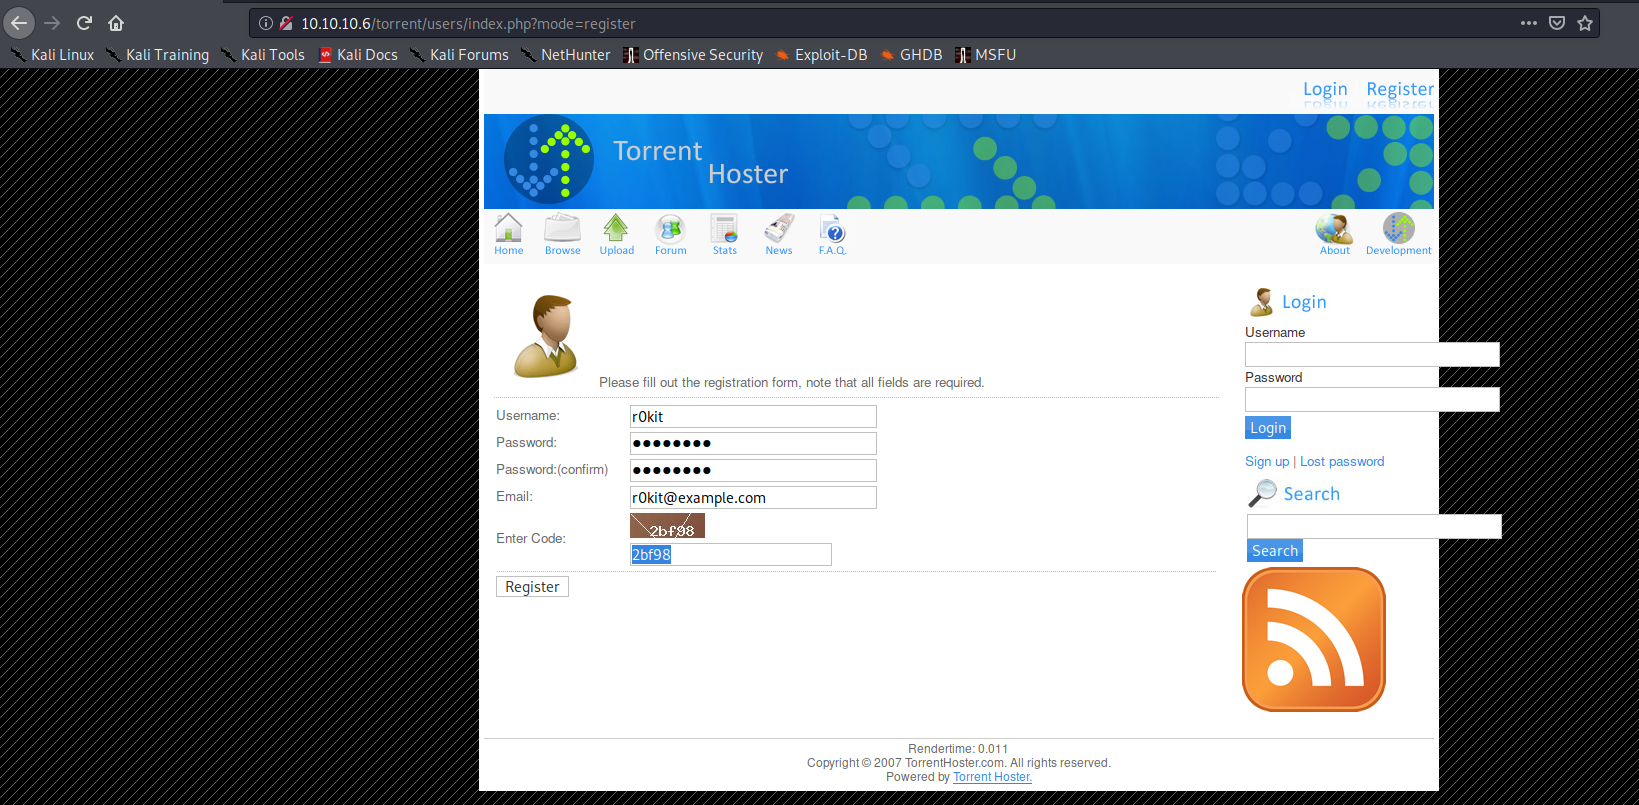 10.10.10.6/torrent/users/index.php?mode=register
Kali Linux Kali Training Kali Tools Kali Docs Kali Forums NetHunter Offensive Security Exploit-DB GHDB MSFU
Login Register
Torrent
Hoster
Home Browse Upload Forum Stats News F.A.Q. About Development
Please fill out the registration form, note that all fields are required.
Username: r0kit
Password: ●●●●●●●●
Password:(confirm) ●●●●●●●●
Email: r0kit@example.com
2bf98
Enter Code:
2bf98
Register
Login
Username
Password
Login
Sign up | Lost password
Search
Search
Rendertime: 0.011
Copyright © 2007 TorrentHoster.com. All rights reserved.
Powered by Torrent Hoster.